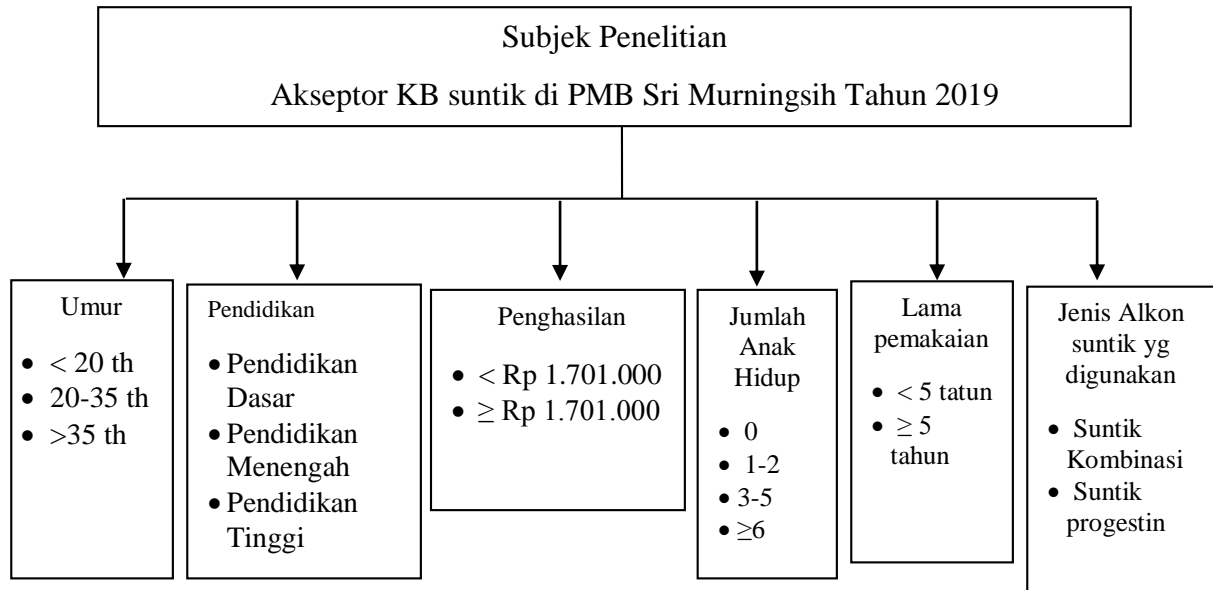 Subjek Penelitian
Akseptor KB suntik di PMB Sri Murningsih Tahun 2019
Umur
• < 20 th
• 20-35 th
• >35 th
Pendidikan
• Pendidikan
Dasar
• Pendidikan
Menengah
• Pendidikan
Tinggi
Penghasilan
• < Rp 1.701.000
• ≥ Rp 1.701.000
Jumlah
Anak
Hidup
• 0
• 1-2
• 3-5
• ≥6
Lama
pemakaian
• < 5 tatun
• ≥ 5
tahun
Jenis Alkon
suntik yg
digunakan
• Suntik
Kombinasi
• Suntik
progestin